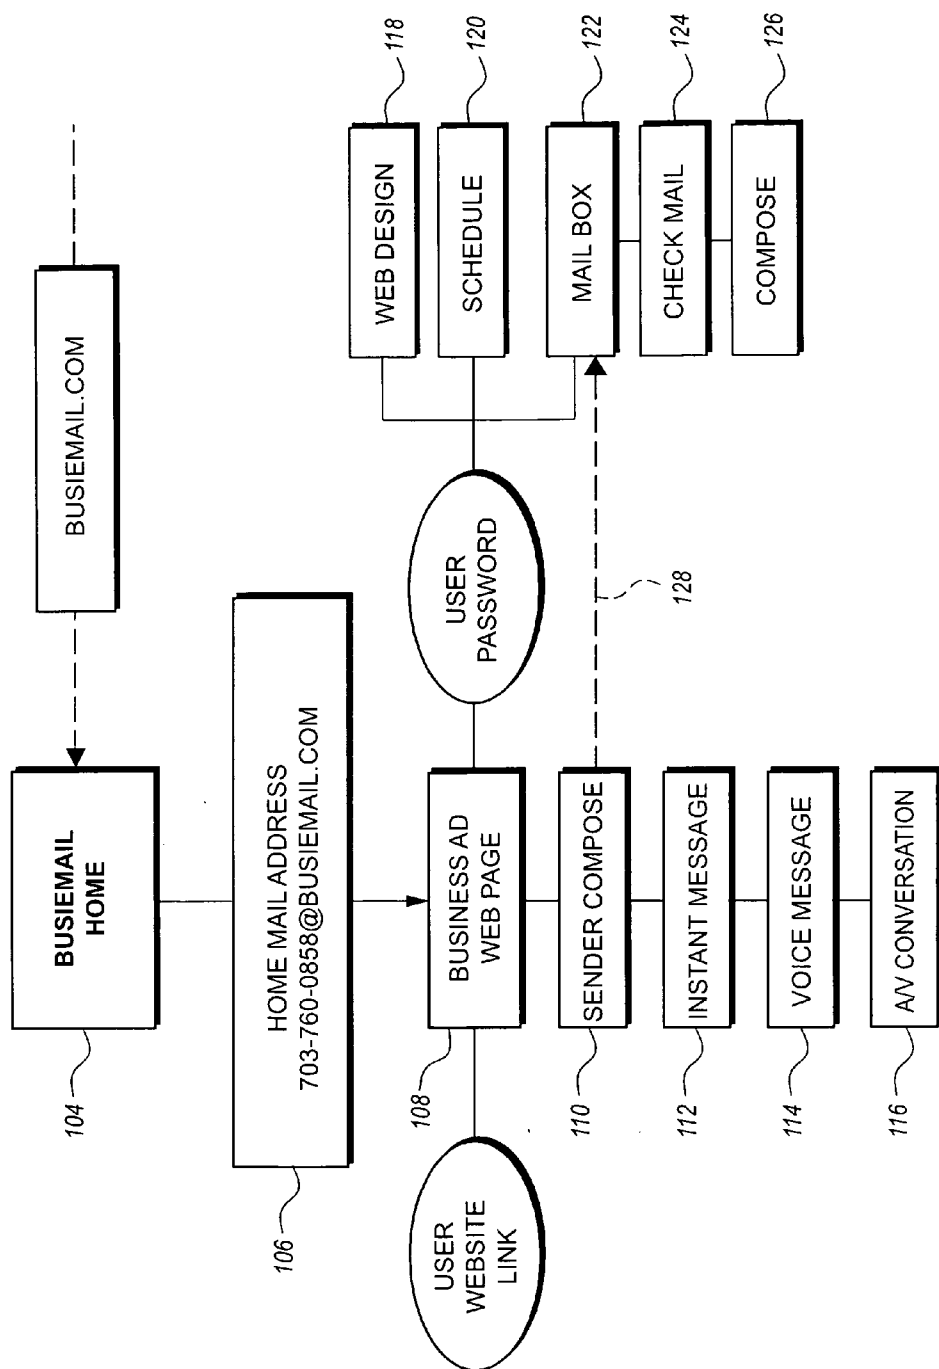 BUSIEMAIL.COM
BUSIEMAIL
HOME
104
HOME MAIL ADDRESS
703-760-0858@BUSIEMAIL.COM
106
USER
WEBSITE
LINK
BUSINESS AD
WEB PAGE
108
USER
PASSWORD
WEB DESIGN
118
SCHEDULE
120
MAIL BOX
122
CHECK MAIL
124
COMPOSE
126
SENDER COMPOSE
110
128
INSTANT MESSAGE
112
VOICE MESSAGE
114
A/V CONVERSATION
116